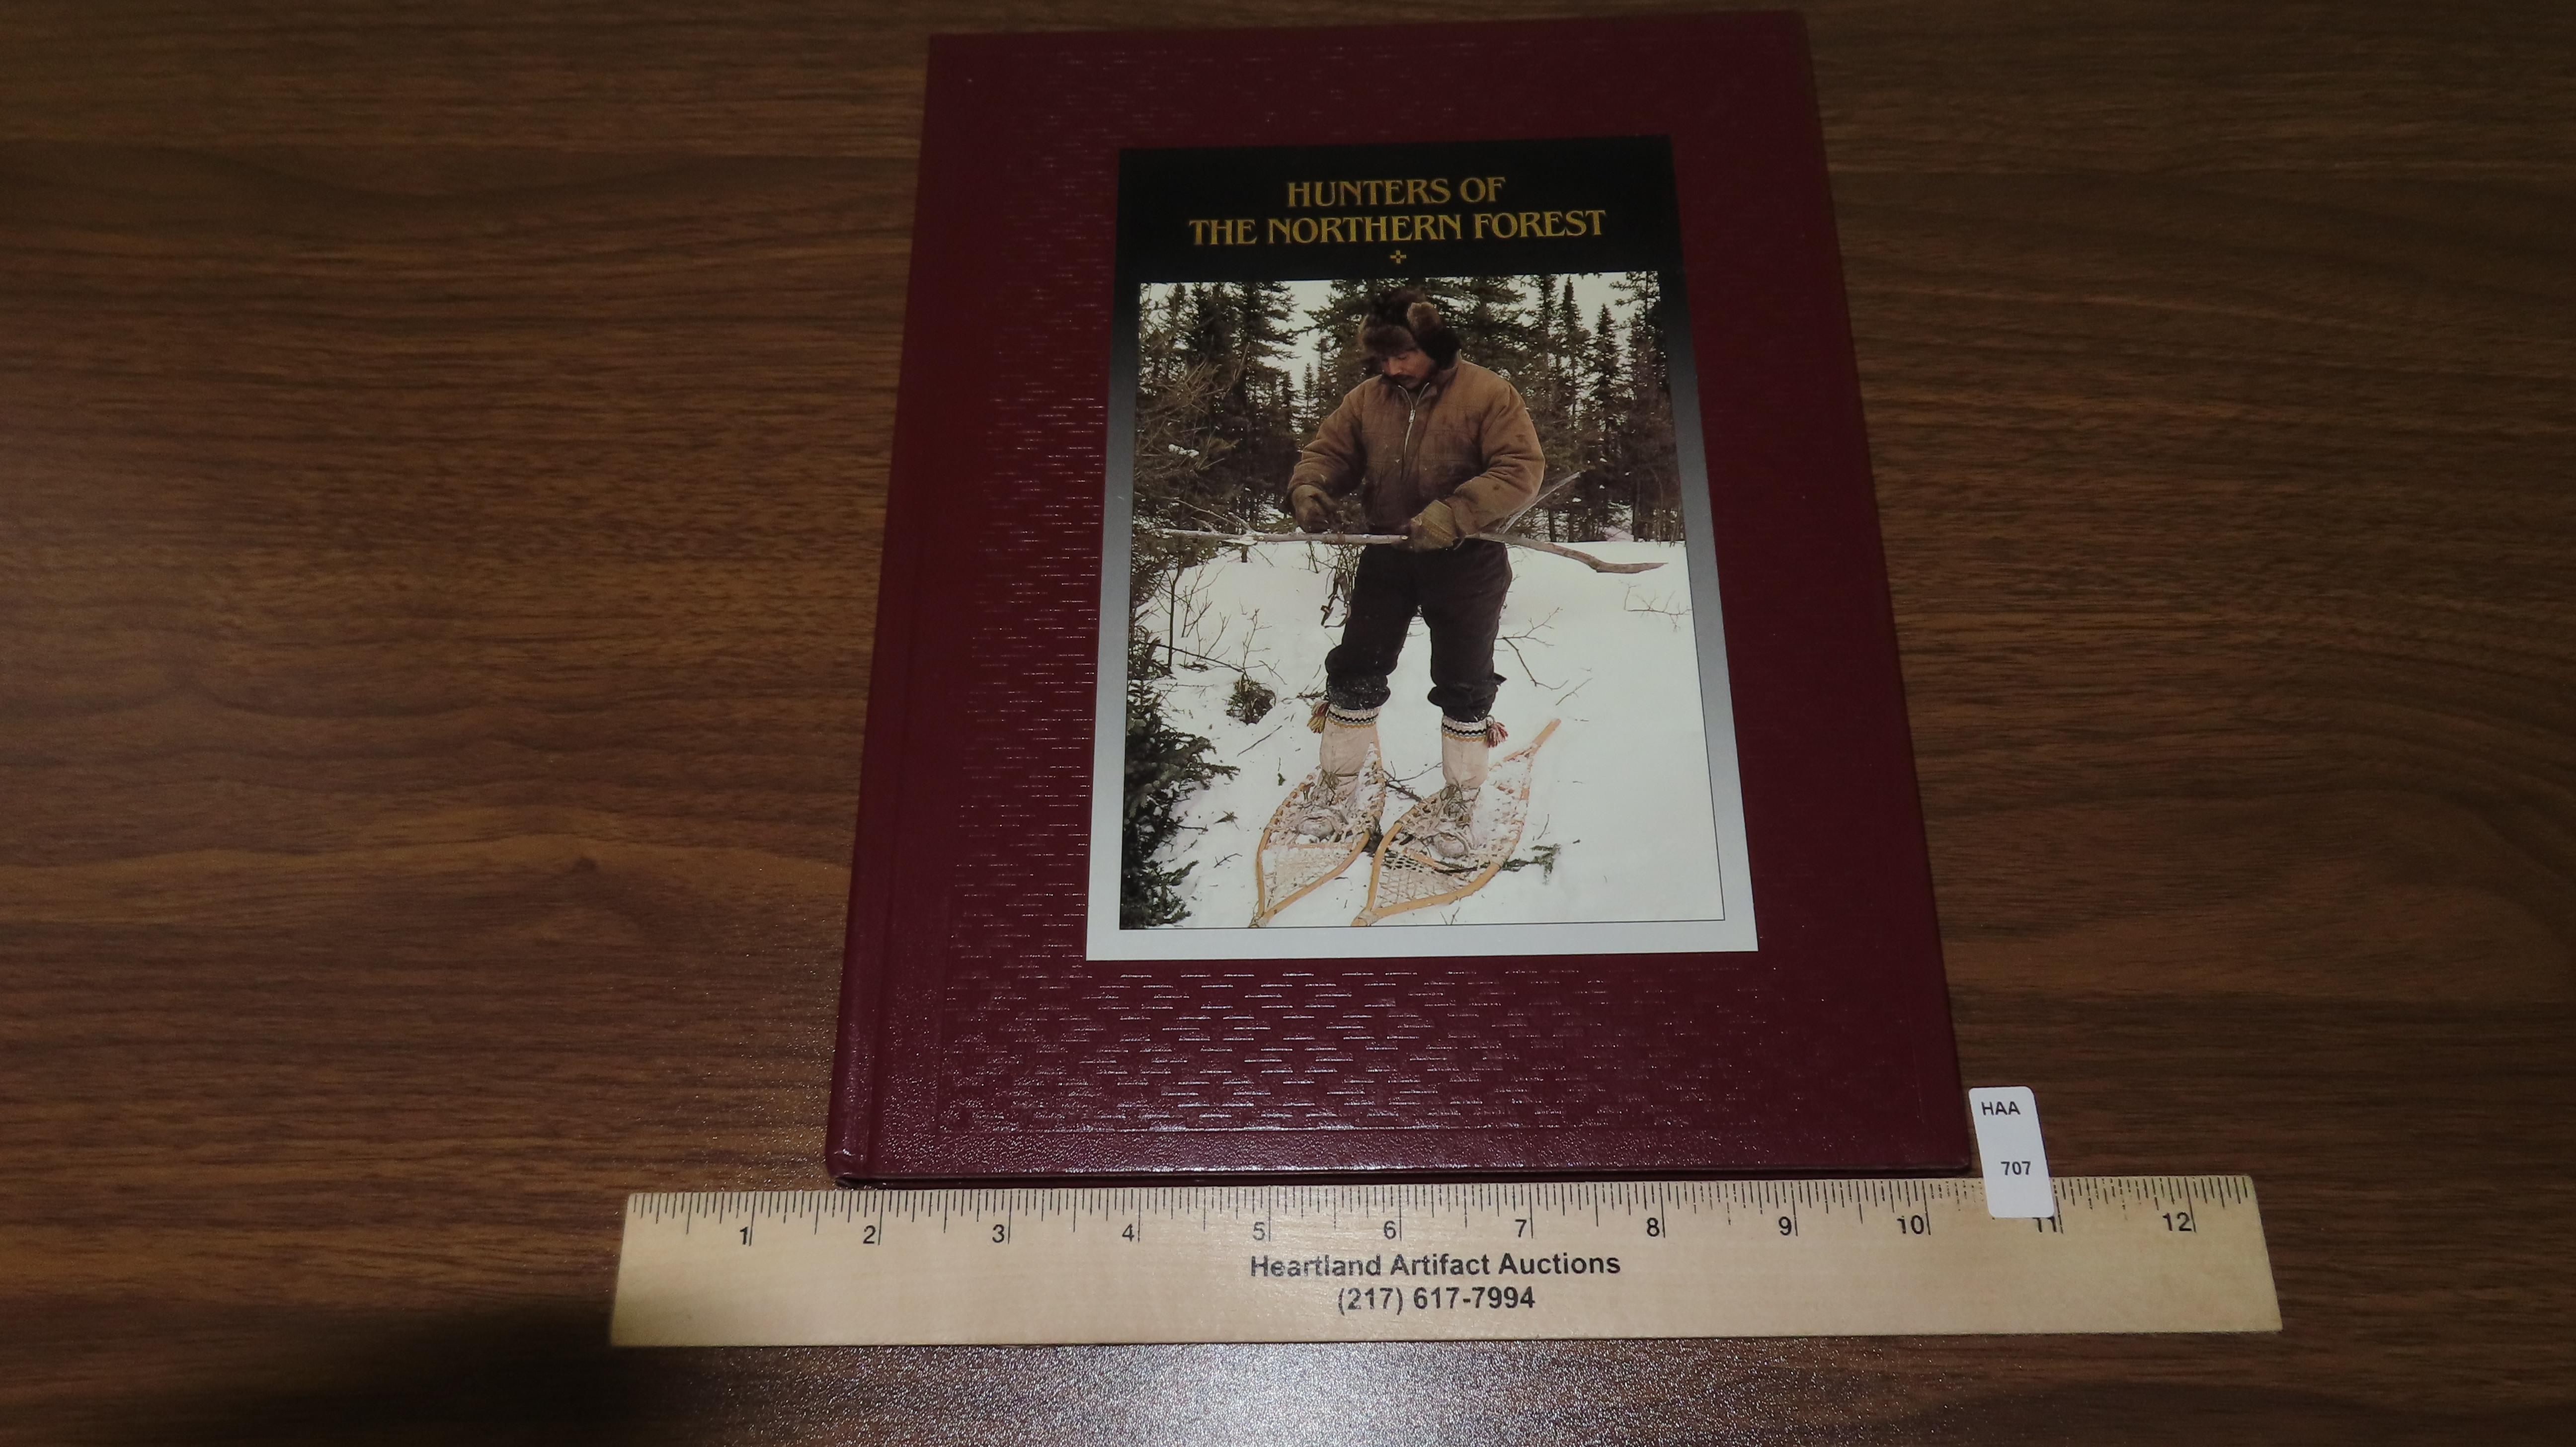 HUNTERS OF
THE NORTHERN FOREST
HAA
707
1 2 3 4 5 6 7 8 9 10 11 12
Heartland Artifact Auctions
(217) 617-7994